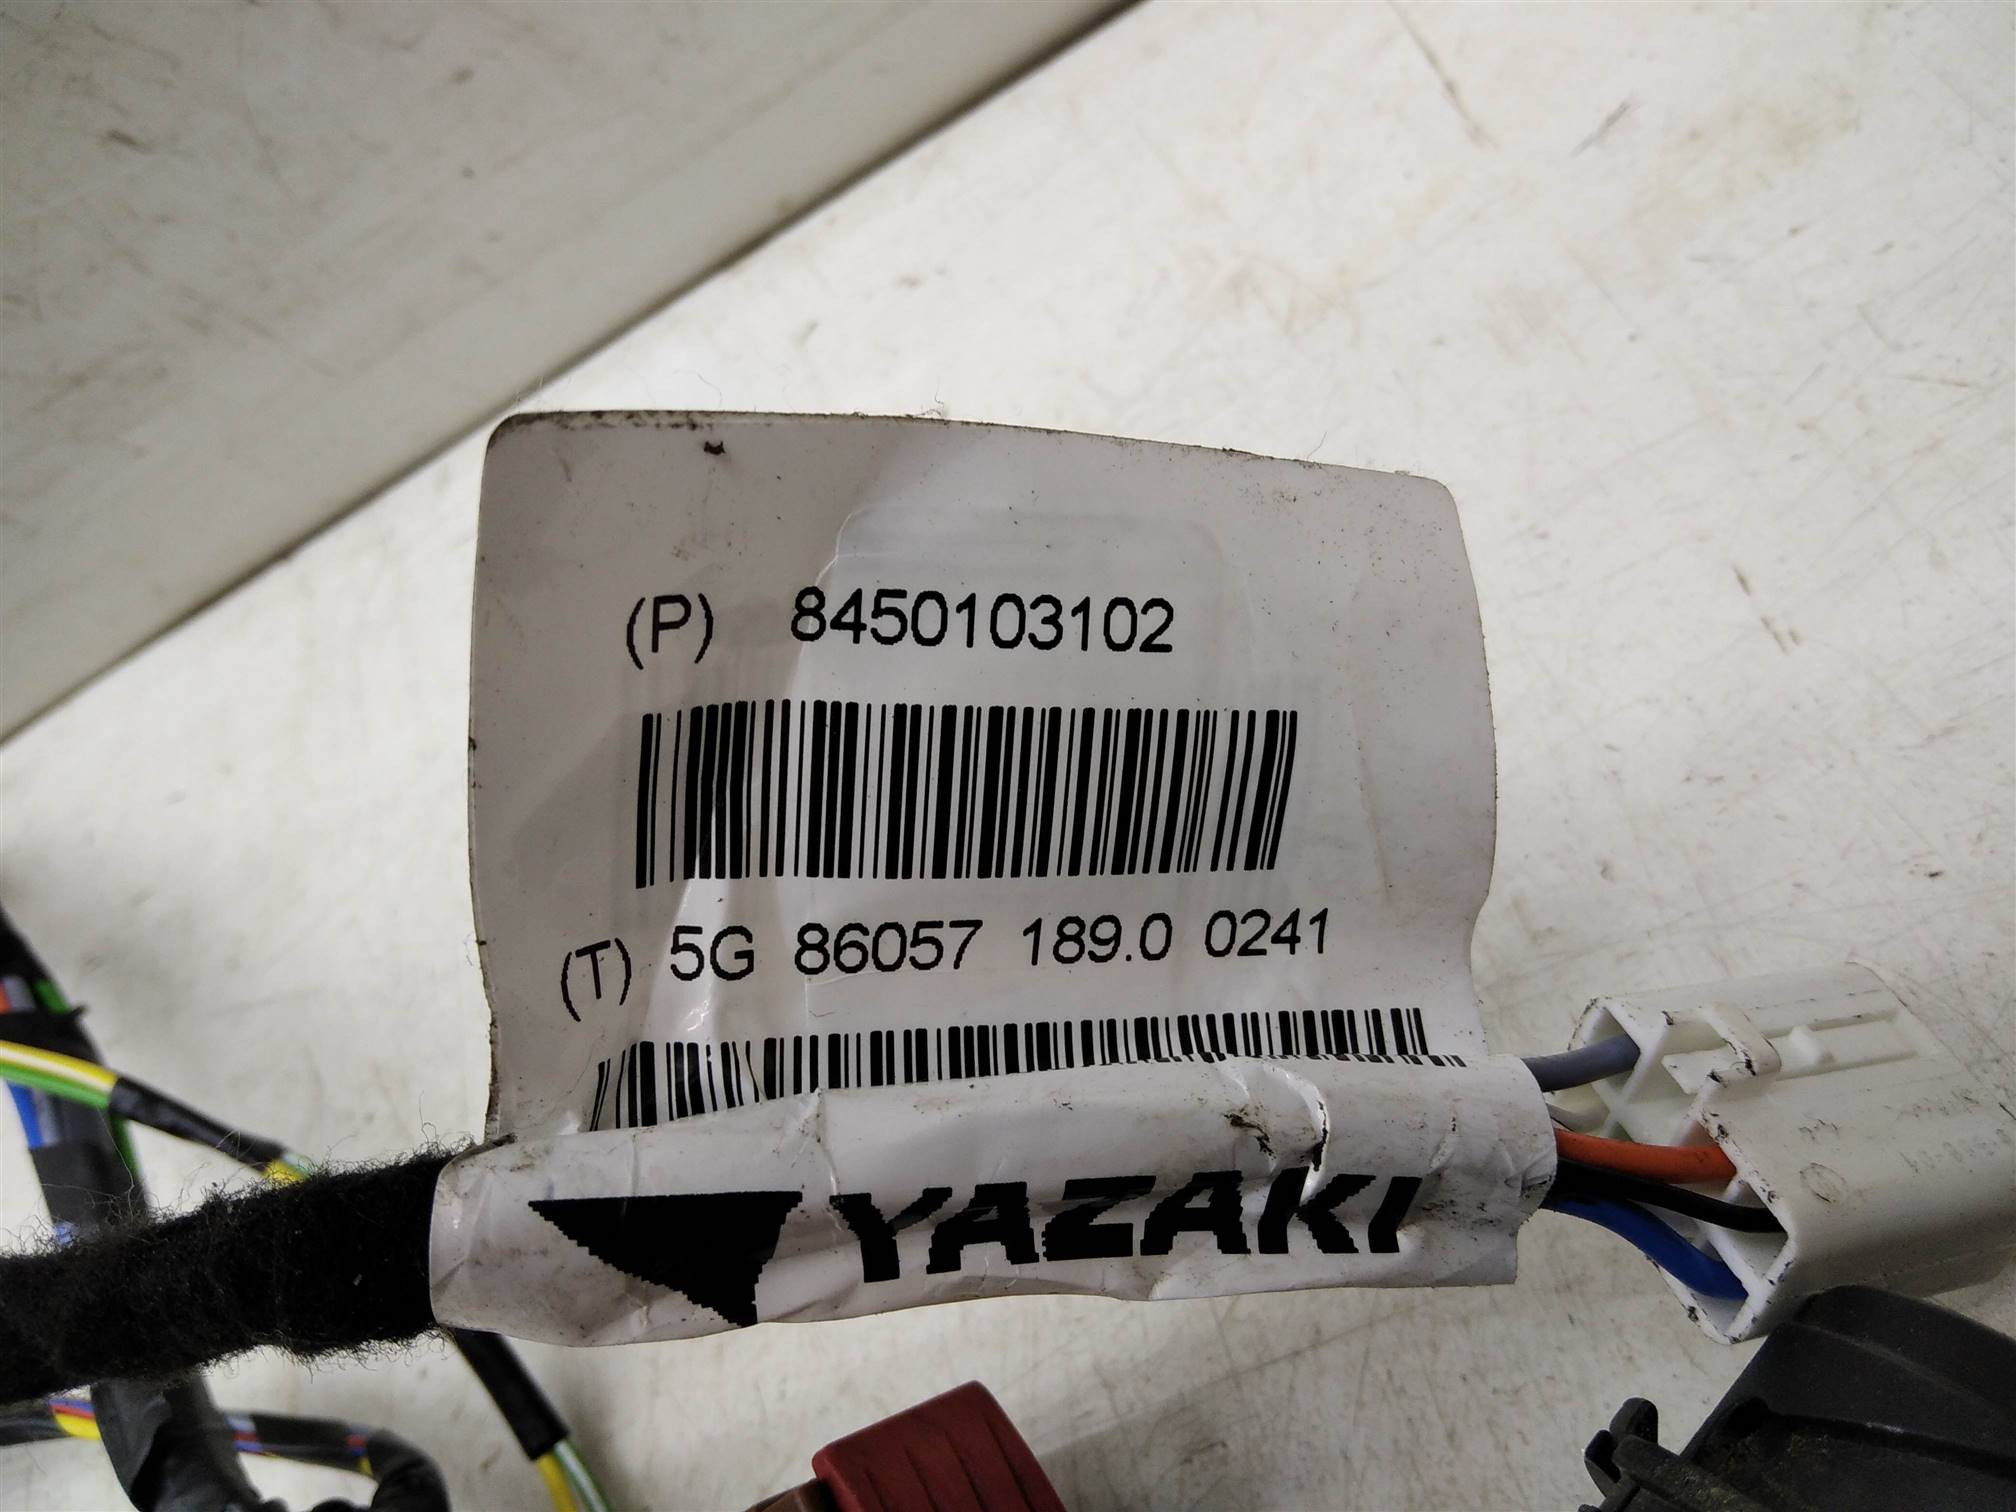 (P) 8450103102
(T) 5G 86057 189.0 0241
YAZAKI